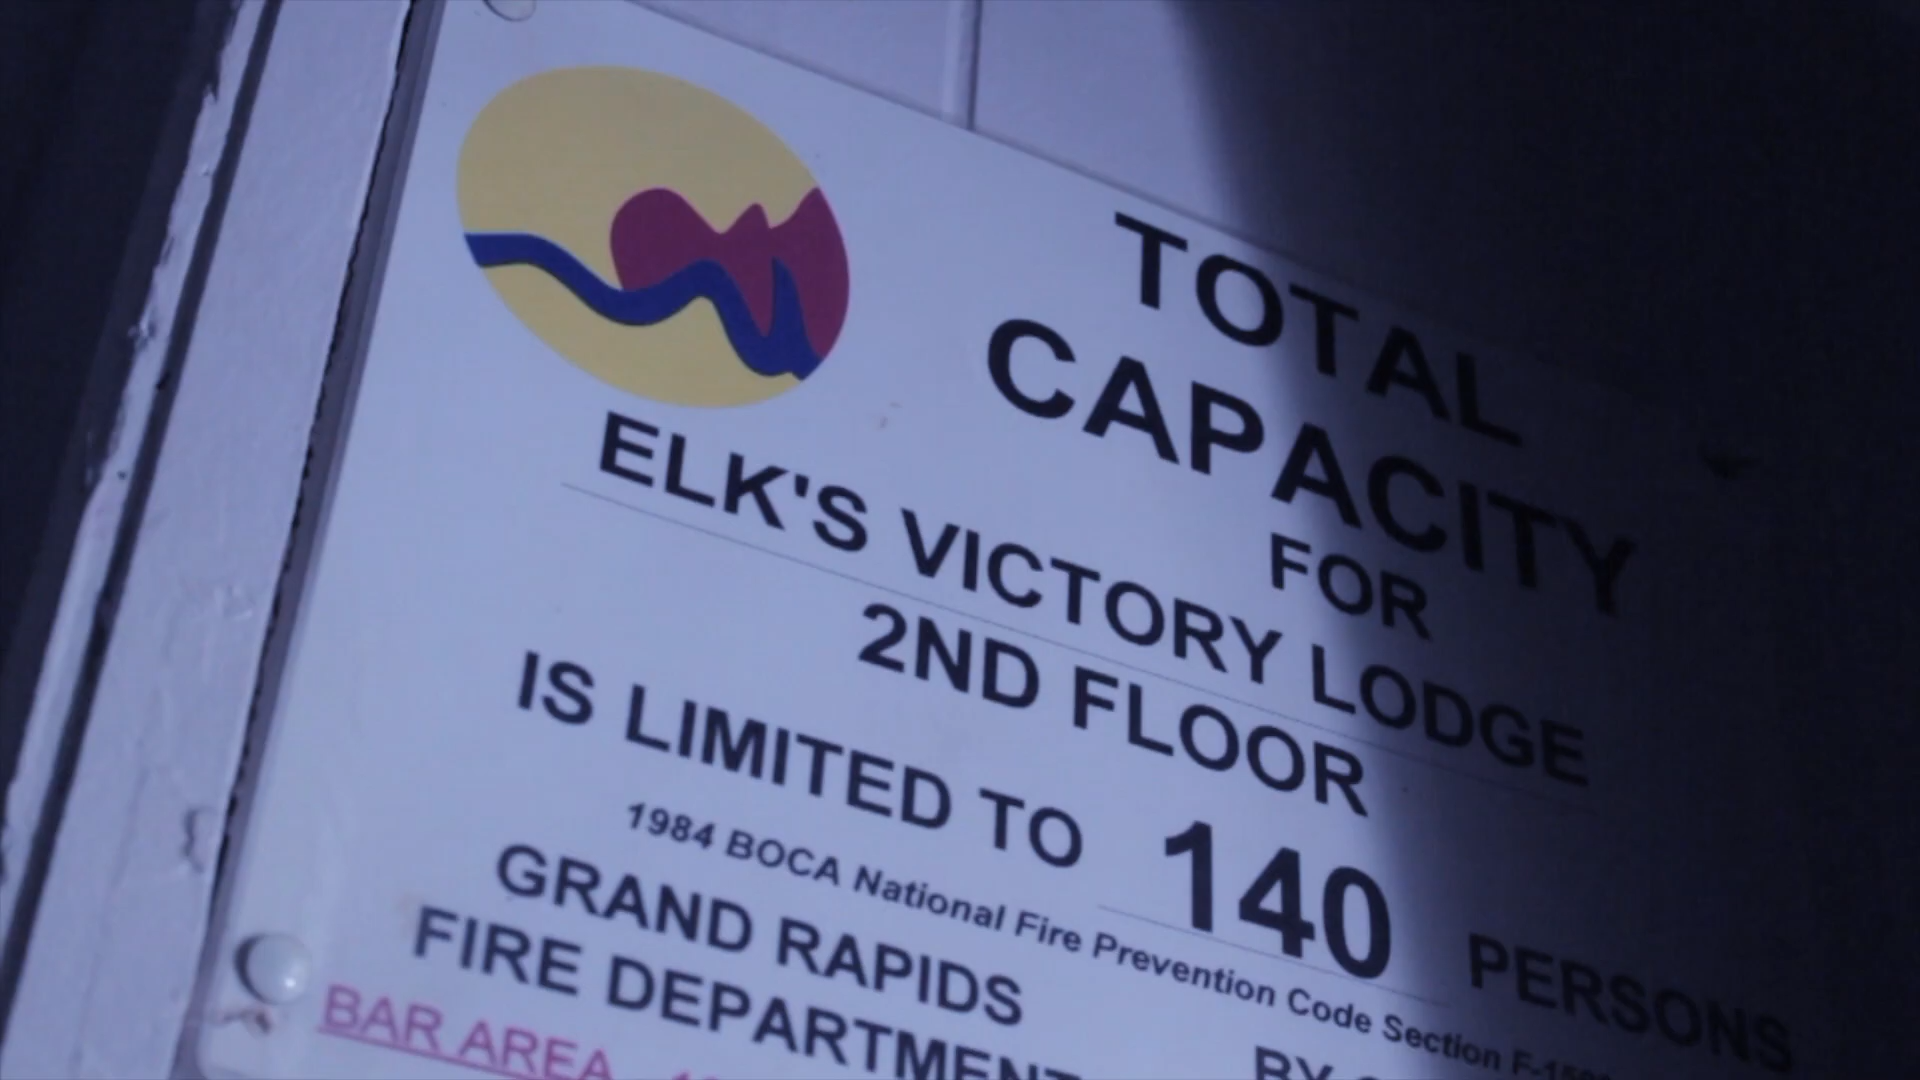 TOTAL
CAPACITY
FOR
ELK'S VICTORY LODGE
2ND FLOOR
IS LIMITED TO 140 PERSONS
1984 BOCA National Fire Prevention Code Section
GRAND RAPIDS
FIRE DEPARTMENT
BY
BAR AREA